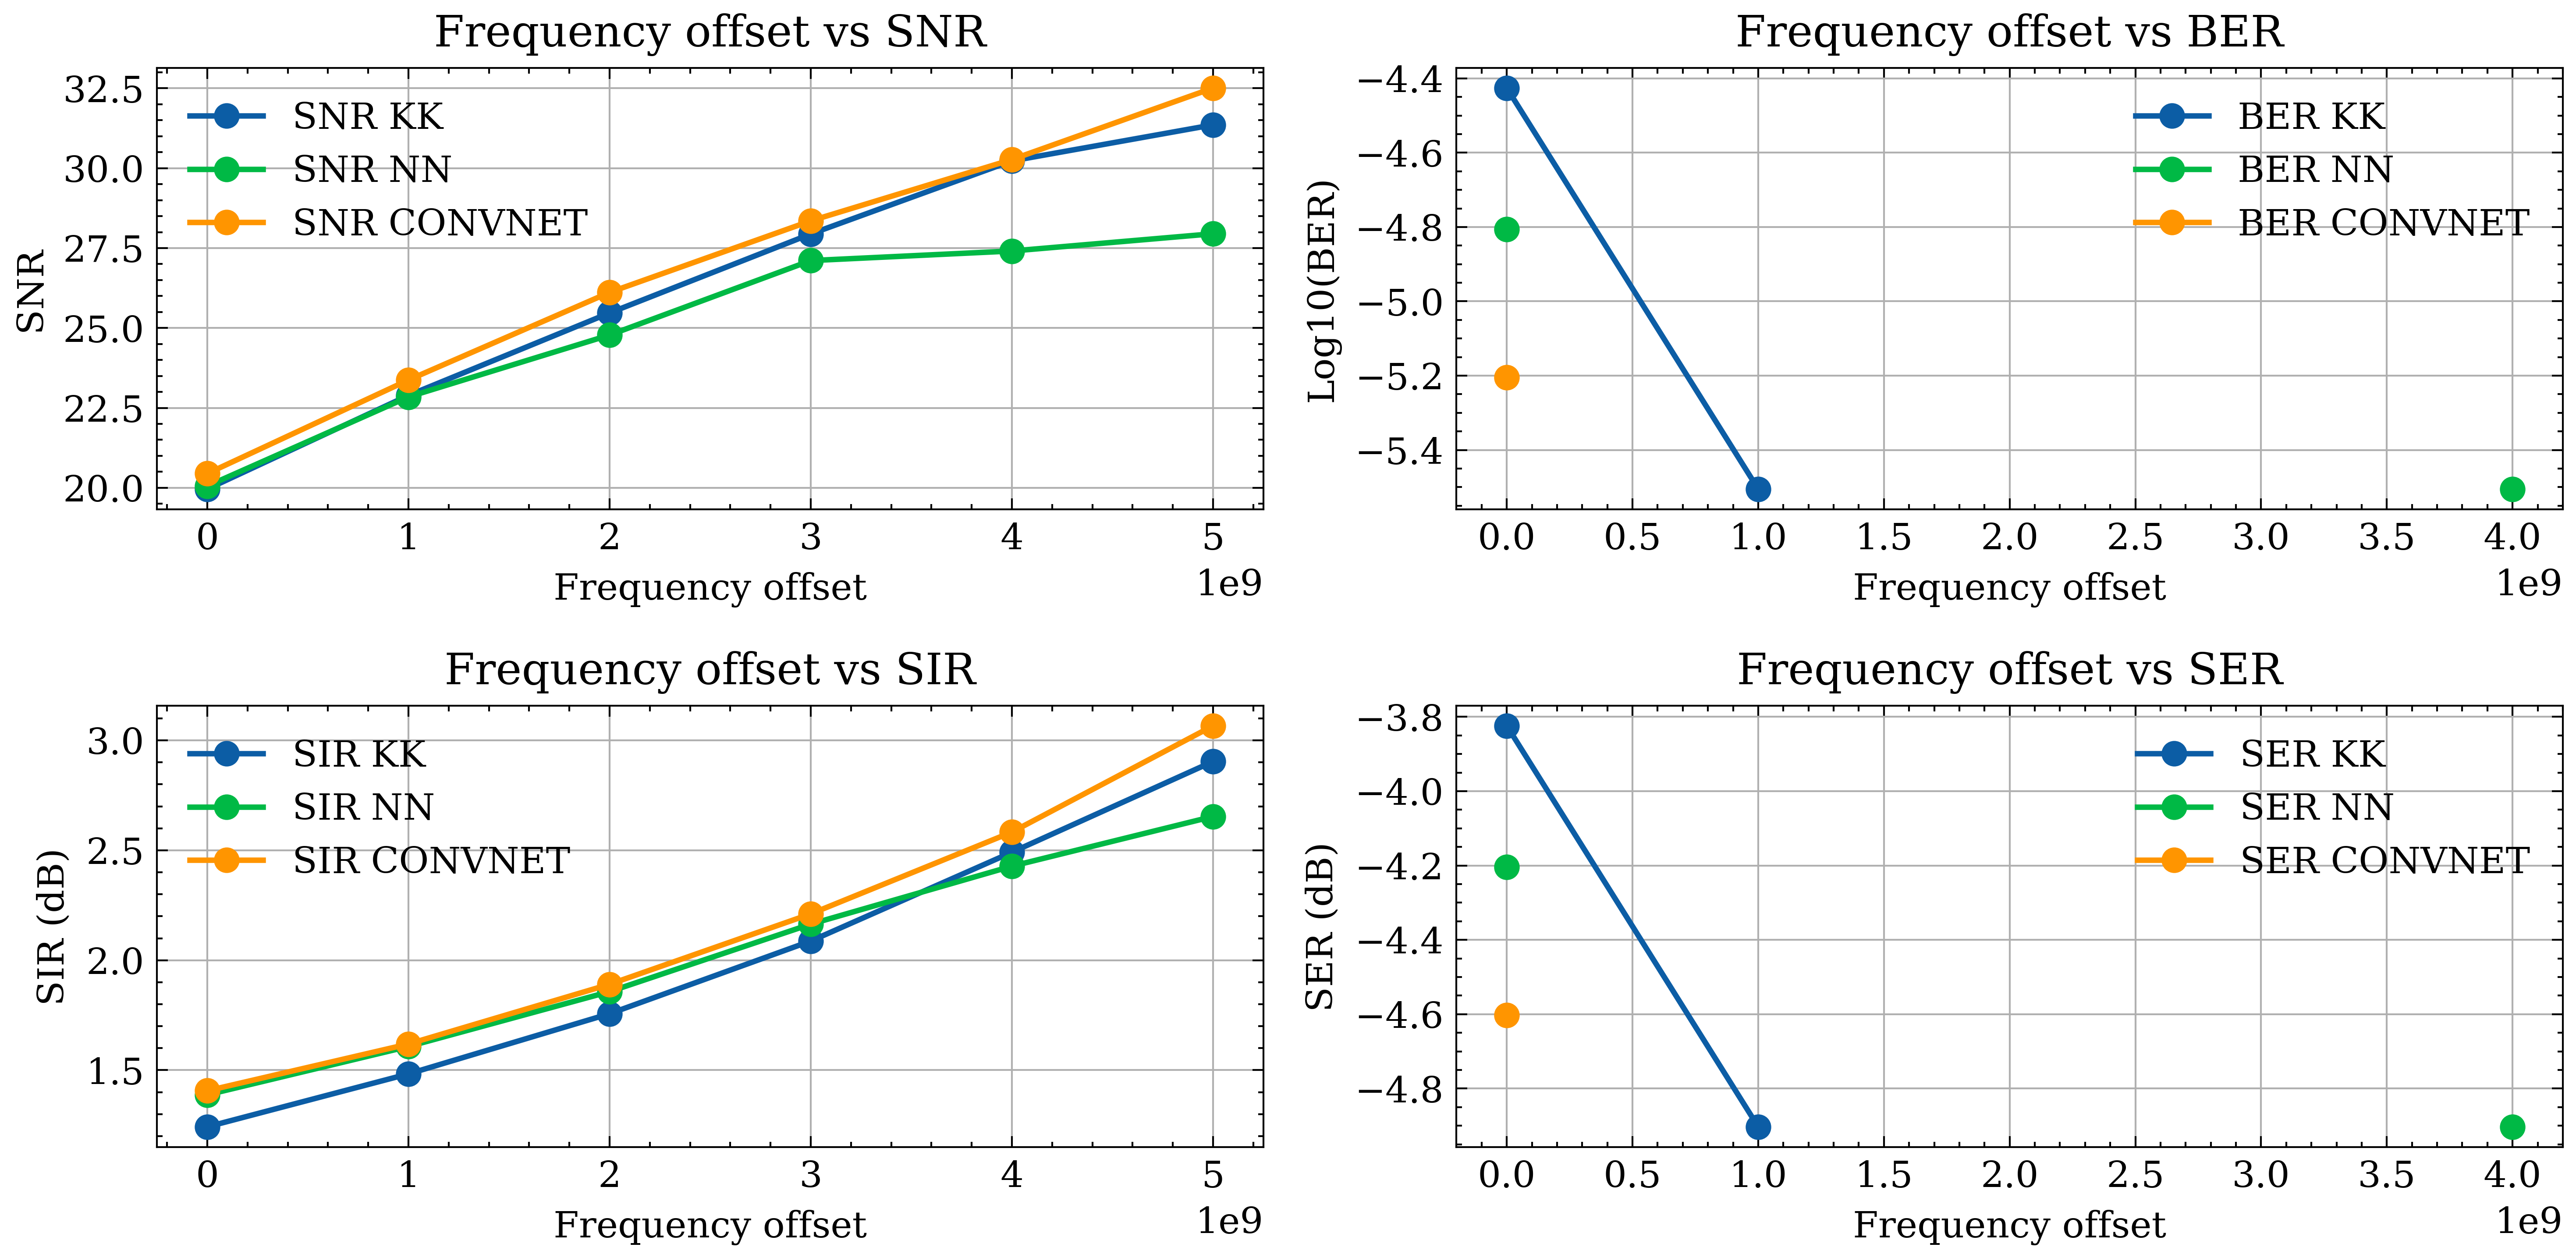 Frequency offset vs SNR
SNR
32.5
30.0
27.5
25.0
22.5
20.0
SNR KK
SNR NN
SNR CONVNET
0 1 2 3 4 5
1e9
Frequency offset
Frequency offset vs BER
Log10(BER)
−4.4
−4.6
−4.8
−5.0
−5.2
−5.4
BER KK
BER NN
BER CONVNET
0.0 0.5 1.0 1.5 2.0 2.5 3.0 3.5 4.0
1e9
Frequency offset
Frequency offset vs SIR
SIR (dB)
3.0
2.5
2.0
1.5
SIR KK
SIR NN
SIR CONVNET
0 1 2 3 4 5
1e9
Frequency offset
Frequency offset vs SER
SER (dB)
−3.8
−4.0
−4.2
−4.4
−4.6
−4.8
SER KK
SER NN
SER CONVNET
0.0 0.5 1.0 1.5 2.0 2.5 3.0 3.5 4.0
1e9
Frequency offset